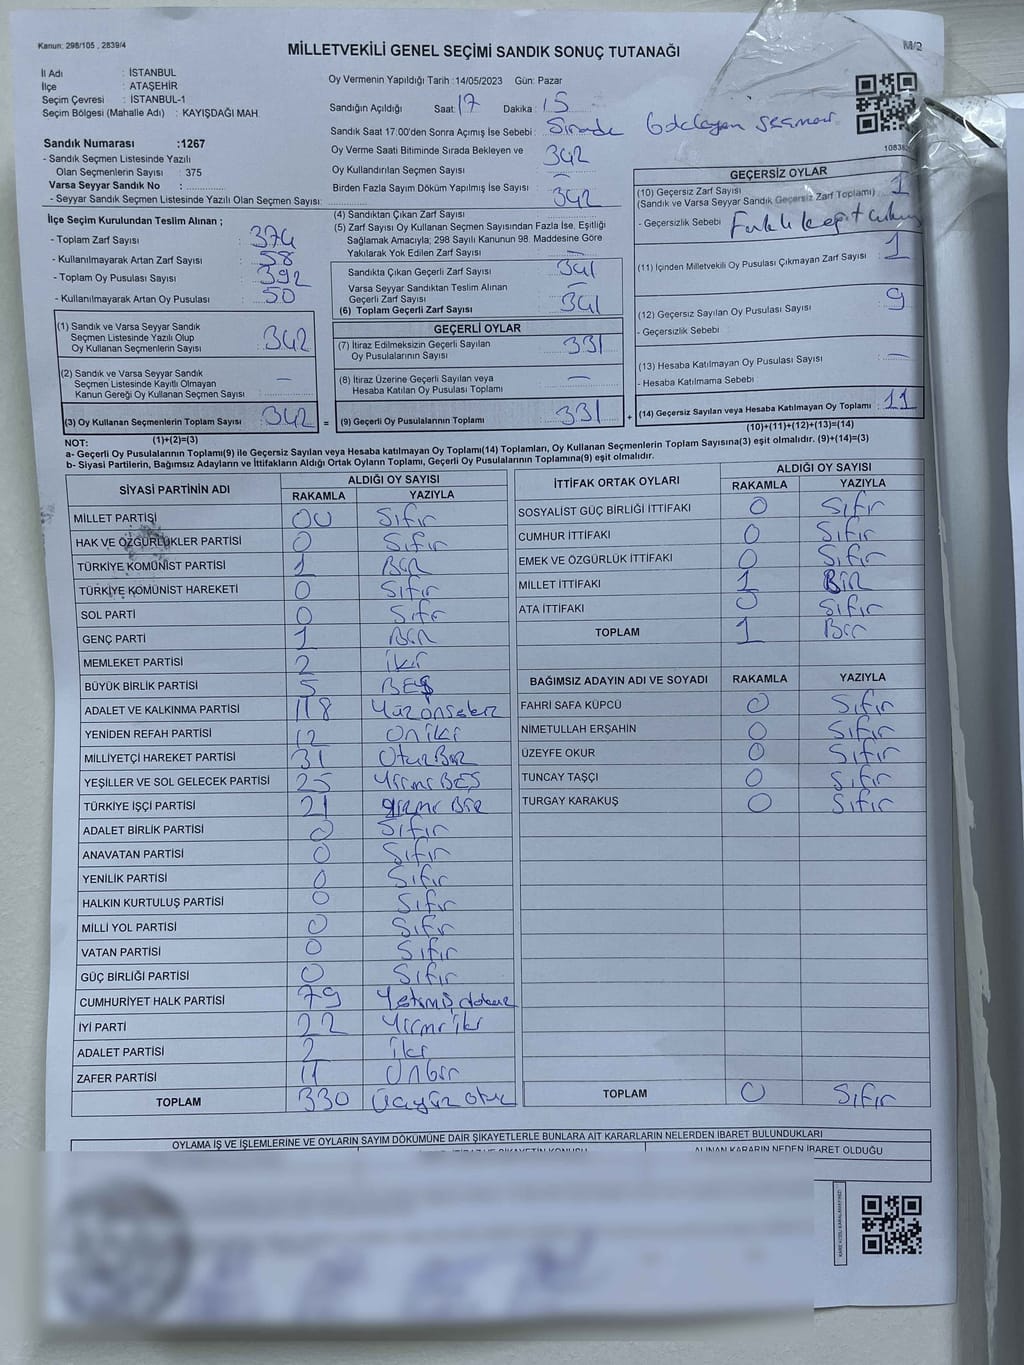 Kanun: 298/105 , 2839/4
MİLLETVEKİLİ GENEL SEÇİMİ SANDIK SONUÇ TUTANAĞI
M/2
İl Adı : İSTANBUL
İlçe : ATAŞEHİR
Seçim Çevresi : İSTANBUL-1
Seçim Bölgesi (Mahalle Adı) : KAYIŞDAĞI MAH.
Sandık Numarası :1267
- Sandık Seçmen Listesinde Yazılı
Olan Seçmenlerin Sayısı : 375
Varsa Seyyar Sandık No :
- Seyyar Sandık Seçmen Listesinde Yazılı Olan Seçmen Sayısı:
Oy Vermenin Yapıldığı Tarih :14/05/2023 Gün: Pazar
Sandığın Açıldığı Saat 17 Dakika : 15
Sandık Saat 17:00'den Sonra Açımış İse Sebebi : Sırada seçmen
Oy Verme Saati Bitiminde Sırada Bekleyen ve
Oy Kullandırılan Seçmen Sayısı : 342
Birden Fazla Sayım Döküm Yapılmış İse Sayısı : —
İlçe Seçim Kurulundan Teslim Alınan ;
- Toplam Zarf Sayısı : 374
- Kullanılmayarak Artan Zarf Sayısı : 58
- Toplam Oy Pusulası Sayısı : 392
- Kullanılmayarak Artan Oy Pusulası : 50
(4) Sandıktan Çıkan Zarf Sayısı : 342
(5) Zarf Sayısı Oy Kullanan Seçmen Sayısından Fazla İse, Eşitliği
Sağlamak Amacıyla; 298 Sayılı Kanunun 98. Maddesine Göre
Yakılarak Yok Edilen Zarf Sayısı : —
Sandıkta Çıkan Geçerli Zarf Sayısı : 341
Varsa Seyyar Sandıktan Teslim Alınan
Geçerli Zarf Sayısı : —
(6) Toplam Geçerli Zarf Sayısı : 341
GEÇERSİZ OYLAR
(10) Geçersiz Zarf Sayısı : 1
(Sandık ve Varsa Seyyar Sandık Geçersiz Zarf Toplamı)
- Geçersizlik Sebebi : Farklı
(11) İçinden Milletvekili Oy Pusulası Çıkmayan Zarf Sayısı : 1
(12) Geçersiz Sayılan Oy Pusulası Sayısı : 9
- Geçersizlik Sebebi :
(13) Hesaba Katılmayan Oy Pusulası Sayısı : —
- Hesaba Katılmama Sebebi :
(14) Geçersiz Sayılan veya Hesaba Katılmayan Oy Toplamı : 11
(10)+(11)+(12)+(13)=(14)
(1) Sandık ve Varsa Seyyar Sandık
Seçmen Listesinde Yazılı Olup
Oy Kullanan Seçmenlerin Sayısı : 342
(2) Sandık ve Varsa Seyyar Sandık
Seçmen Listesinde Kayıtlı Olmayan
Kanun Gereği Oy Kullanan Seçmen Sayısı : —
(3) Oy Kullanan Seçmenlerin Toplam Sayısı : 342 =
(1)+(2)=(3)
GEÇERLİ OYLAR
(7) İtiraz Edilmeksizin Geçerli Sayılan
Oy Pusulalarının Sayısı : 331
(8) İtiraz Üzerine Geçerli Sayılan veya
Hesaba Katılan Oy Pusulası Toplamı : —
(9) Geçerli Oy Pusulalarının Toplamı : 331 +
NOT:
a- Geçerli Oy Pusulalarının Toplamı(9) ile Geçersiz Sayılan veya Hesaba Katılmayan Oy Toplamı(14) Toplamları, Oy Kullanan Seçmenlerin Toplam Sayısına(3) eşit olmalıdır. (9)+(14)=(3)
b- Siyasi Partilerin, Bağımsız Adayların ve İttifakların Aldığı Ortak Oyların Toplamı, Geçerli Oy Pusulalarının Toplamına(9) eşit olmalıdır.
SİYASİ PARTİNİN ADI ALDIĞI OY SAYISI
RAKAMLA YAZIYLA
MİLLET PARTİSİ 00 Sıfır
HAK VE ÖZGÜRLÜKLER PARTİSİ 0 Sıfır
TÜRKİYE KOMÜNİST PARTİSİ 1 Bir
TÜRKİYE KOMÜNİST HAREKETİ 0 Sıfır
SOL PARTİ 0 Sıfır
GENÇ PARTİ 1 Bir
MEMLEKET PARTİSİ 2 iki
BÜYÜK BİRLİK PARTİSİ 5 BEŞ
ADALET VE KALKINMA PARTİSİ 118 Yüzonsekiz
YENİDEN REFAH PARTİSİ 12 Oniki
MİLLİYETÇİ HAREKET PARTİSİ 31 OtuzBir
YEŞİLLER VE SOL GELECEK PARTİSİ 25 YirmiBEŞ
TÜRKİYE İŞÇİ PARTİSİ 21 yirmi Bir
ADALET BİRLİK PARTİSİ 0 Sıfır
ANAVATAN PARTİSİ 0 Sıfır
YENİLİK PARTİSİ 0 Sıfır
HALKIN KURTULUŞ PARTİSİ 0 Sıfır
MİLLİ YOL PARTİSİ 0 Sıfır
VATAN PARTİSİ 0 Sıfır
GÜÇ BİRLİĞİ PARTİSİ 0 Sıfır
CUMHURİYET HALK PARTİSİ 79 Yetmiş dokuz
İYİ PARTİ 22 Yirmi iki
ADALET PARTİSİ 2 iki
ZAFER PARTİSİ 11 Onbir
TOPLAM 330 Üçyüz otuz
İTTİFAK ORTAK OYLARI ALDIĞI OY SAYISI
RAKAMLA YAZIYLA
SOSYALİST GÜÇ BİRLİĞİ İTTİFAKI 0 Sıfır
CUMHUR İTTİFAKI 0 Sıfır
EMEK VE ÖZGÜRLÜK İTTİFAKI 0 Sıfır
MİLLET İTTİFAKI 1 Bir
ATA İTTİFAKI 0 Sıfır
TOPLAM 1 Bir
BAĞIMSIZ ADAYIN ADI VE SOYADI RAKAMLA YAZIYLA
FAHRİ SAFA KÜPCÜ 0 Sıfır
NİMETULLAH ERŞAHİN 0 Sıfır
ÜZEYFE OKUR 0 Sıfır
TUNCAY TAŞÇI 0 Sıfır
TURGAY KARAKUŞ 0 Sıfır
TOPLAM 0 Sıfır
OYLAMA İŞ VE İŞLEMLERİNE VE OYLARIN SAYIM DÖKÜMÜNE DAİR ŞİKAYETLERLE BUNLARA AİT KARARLARIN NELERDEN İBARET BULUNDUKLARI
ALINAN KARARIN NEDEN İBARET OLDUĞU